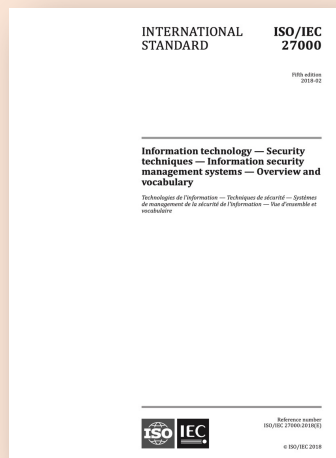 INTERNATIONAL
STANDARD
ISO/IEC
27000
Fifth edition
2018-02
Information technology — Security
techniques — Information security
management systems — Overview and
vocabulary
Technologies de l'information — Techniques de sécurité — Systèmes
de management de la sécurité de l'information — Vue d'ensemble et
vocabulaire
ISO IEC
Reference number
ISO/IEC 27000:2018(E)
© ISO/IEC 2018